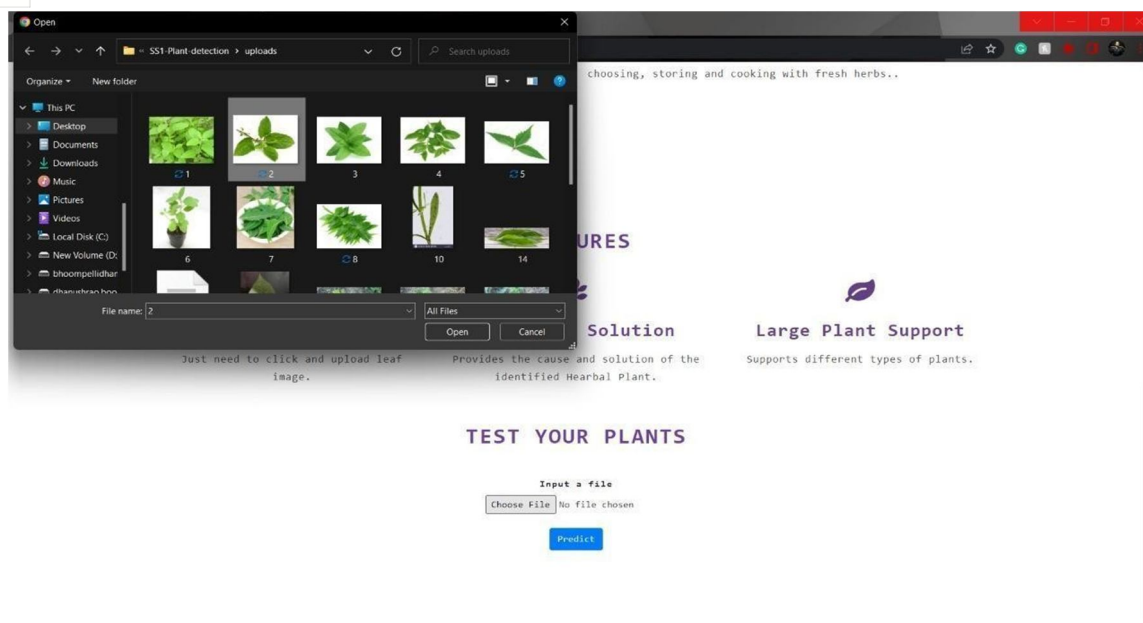 Open
SS1-Plant-detection > uploads
Search uploads
Organize
New folder
This PC
Desktop
Documents
Downloads
Music
Pictures
Videos
Local Disk (C:)
New Volume (D:
bhoompellidhar
1
2
3
4
5
6
7
8
10
14
File name: 2
All Files
Open
Cancel
choosing, storing and cooking with fresh herbs..
URES
Solution
Large Plant Support
Just need to click and upload leaf
image.
Provides the cause and solution of the
identified Hearbal Plant.
Supports different types of plants.
TEST YOUR PLANTS
Input a file
Choose File No file chosen
Predict